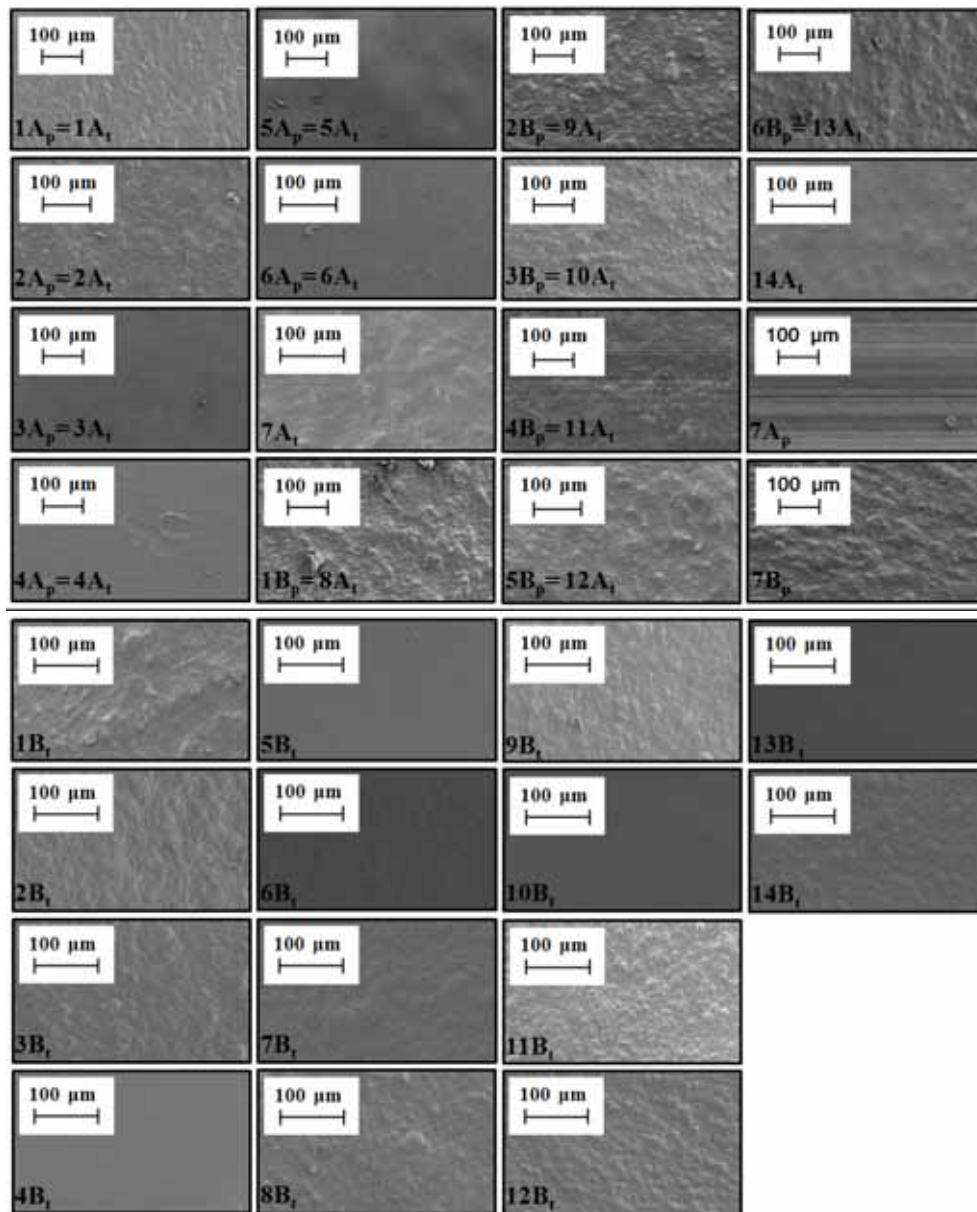 100 µm
1Aₚ=1Aₜ
100 µm
5Aₚ=5Aₜ
100 µm
2Bₚ=9Aₜ
100 µm
6Bₚ=13Aₜ
100 µm
2Aₚ=2Aₜ
100 µm
6Aₚ=6Aₜ
100 µm
3Bₚ=10Aₜ
100 µm
14Aₜ
100 µm
3Aₚ=3Aₜ
100 µm
7Aₜ
100 µm
4Bₚ=11Aₜ
100 µm
7Aₚ
100 µm
4Aₚ=4Aₜ
100 µm
1Bₚ=8Aₜ
100 µm
5Bₚ=12Aₜ
100 µm
7Bₚ
100 µm
1Bₜ
100 µm
5Bₜ
100 µm
9Bₜ
100 µm
13Bₜ
100 µm
2Bₜ
100 µm
6Bₜ
100 µm
10Bₜ
100 µm
14Bₜ
100 µm
3Bₜ
100 µm
7Bₜ
100 µm
11Bₜ
100 µm
4Bₜ
100 µm
8Bₜ
100 µm
12Bₜ